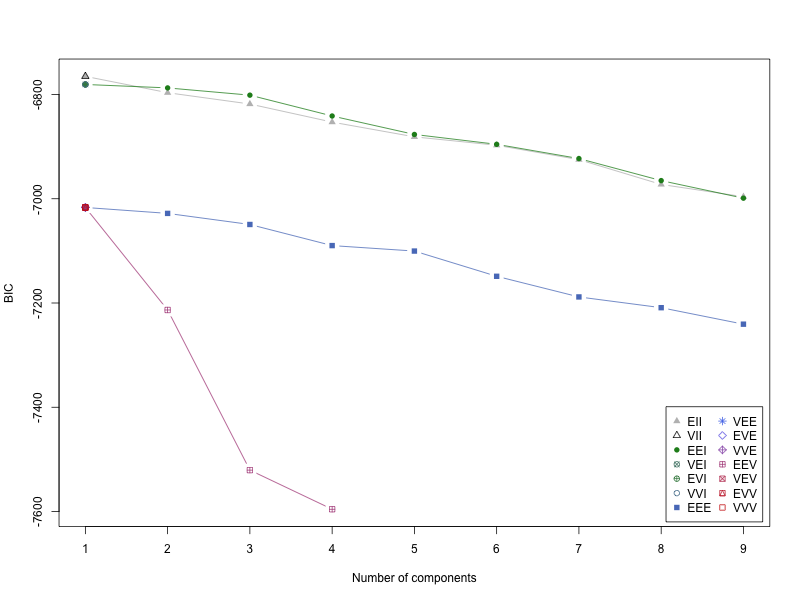 -6800
-7000
-7200
-7400
-7600
BIC
1 2 3 4 5 6 7 8 9
Number of components
EII VEE
VII EVE
EEI VVE
VEI EEV
EVI VEV
VVI EVV
EEE VVV